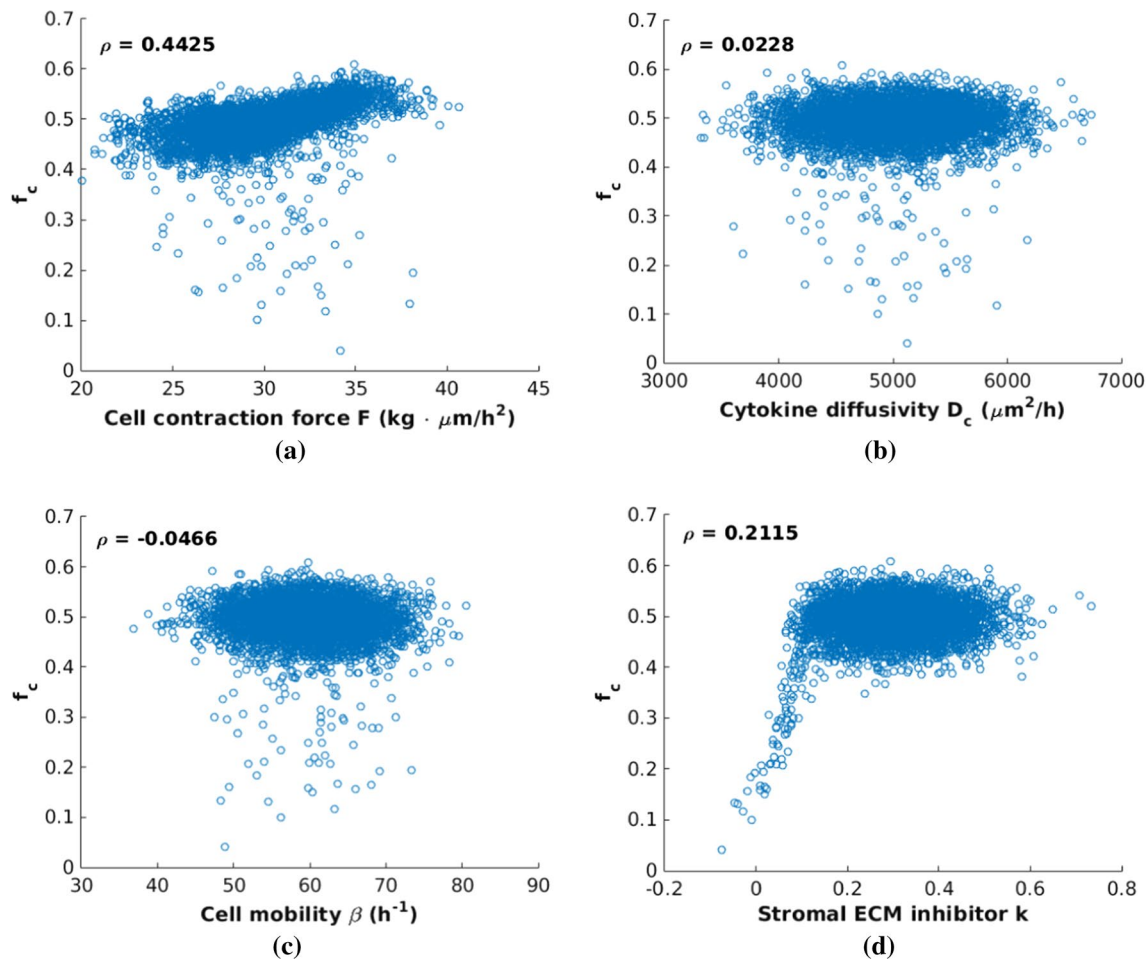 0.7
ρ = 0.4425
0.6
0.5
0.4
f_c
0.3
0.2
0.1
0
20 25 30 35 40 45
Cell contraction force F (kg · μm/h²)
(a)
0.7
ρ = 0.0228
0.6
0.5
0.4
f_c
0.3
0.2
0.1
0
3000 4000 5000 6000 7000
Cytokine diffusivity D_c (μm²/h)
(b)
0.7
ρ = -0.0466
0.6
0.5
0.4
f_c
0.3
0.2
0.1
0
30 40 50 60 70 80 90
Cell mobility β (h⁻¹)
(c)
0.7
ρ = 0.2115
0.6
0.5
0.4
f_c
0.3
0.2
0.1
0
-0.2 0 0.2 0.4 0.6 0.8
Stromal ECM inhibitor k
(d)